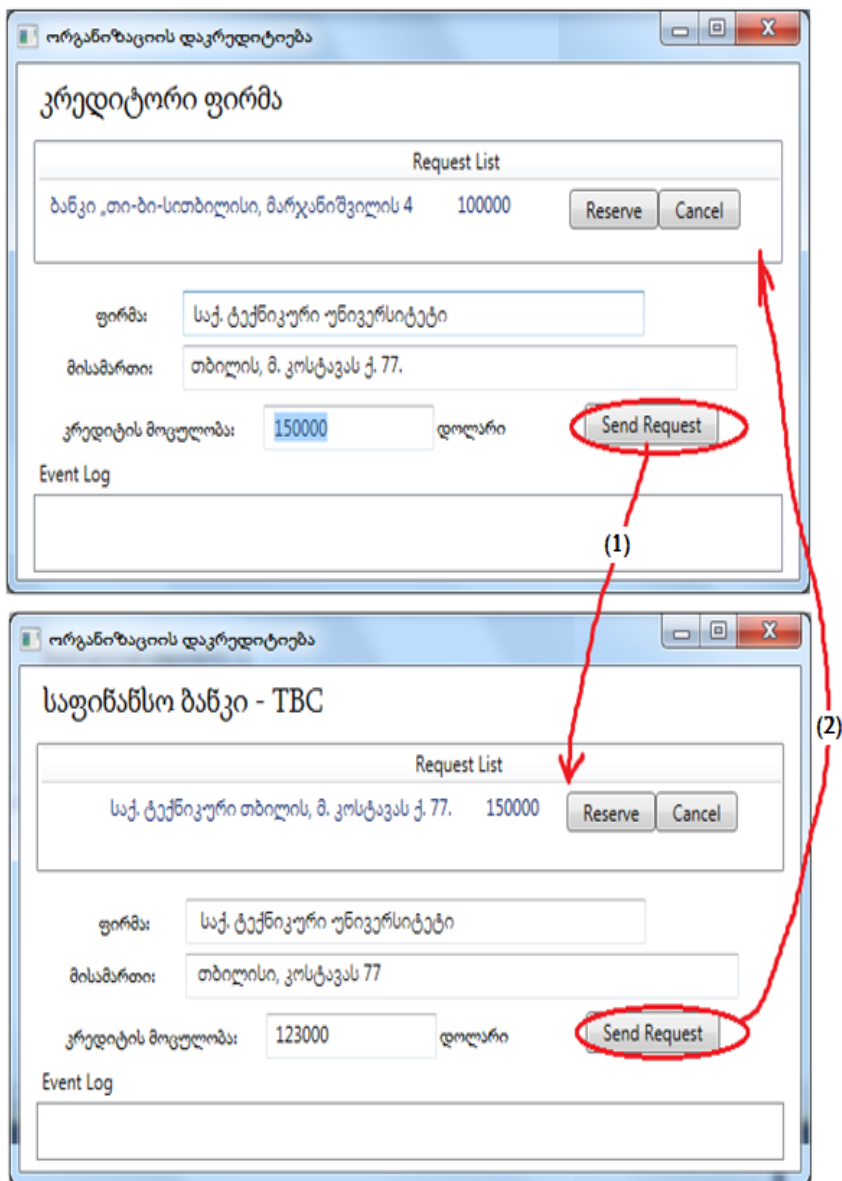 ორგანიზაციის დაკრედიტიება
კრედიტორი ფირმა
Request List
ბანკი „თი-ბი-სითბილისი, მარჯანიშვილის 4 100000 Reserve Cancel
ფირმა: საქ. ტექნიკური უნივერსიტეტი
მისამართი: თბილის, მ. კოსტავას ქ. 77.
კრედიტის მოცულობა: 150000 დოლარი Send Request
Event Log
(1)
ორგანიზაციის დაკრედიტიება
საფინანსო ბანკი - TBC
(2)
Request List
საქ. ტექნიკური თბილის, მ. კოსტავას ქ. 77. 150000 Reserve Cancel
ფირმა: საქ. ტექნიკური უნივერსიტეტი
მისამართი: თბილისი, კოსტავას 77
კრედიტის მოცულობა: 123000 დოლარი Send Request
Event Log